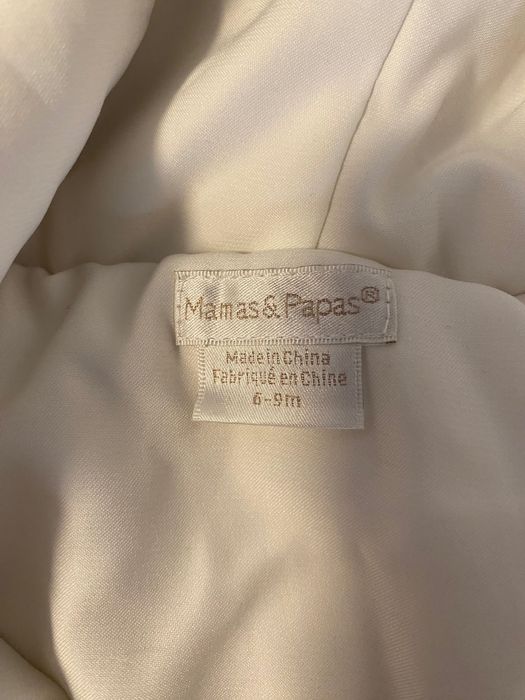 Mamas & Papas®
Made in China
Fabriqué en Chine
6-9m